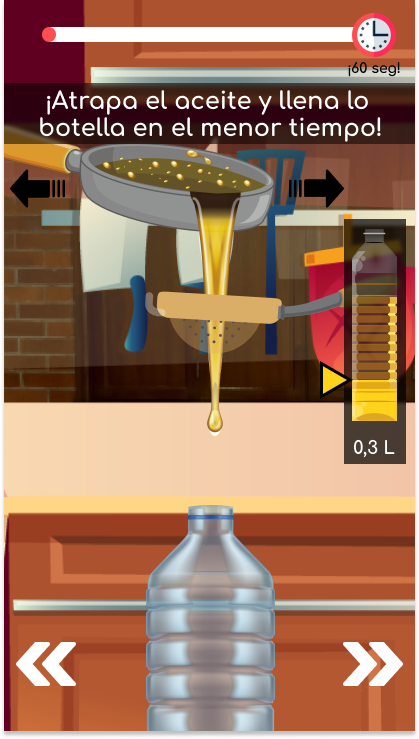 ¡60 seg!
¡Atrapa el aceite y llena lo
botella en el menor tiempo!
0,3 L